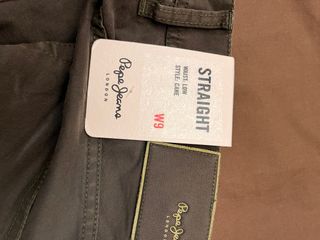 STRAIGHT
WAIST: LOW
STYLE: CANE
W9
Pepe Jeans
LONDON
Pepe Jeans
LONDON